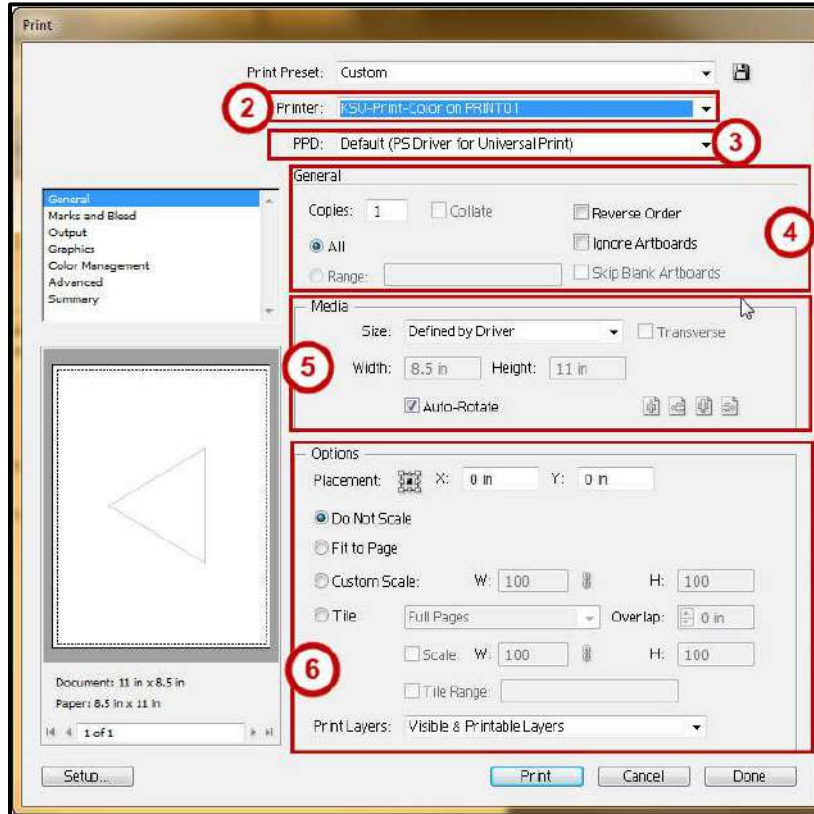 Print
Print Preset: Custom
2 Printer: KSU-Print-Color on PRINT01
PPD: Default (PS Driver for Universal Print) 3
General
Marks and Bleed
Output
Graphics
Color Management
Advanced
Summary
General
Copies: 1 Collate Reverse Order
All Ignore Artboards 4
Range: Skip Blank Artboards
Media
Size: Defined by Driver Transverse
5 Width: 8.5 in Height: 11 in
Auto-Rotate
Options
Placement: X: 0 in Y: 0 in
Do Not Scale
Fit to Page
Custom Scale: W: 100 H: 100
Tile Full Pages Overlap: 0 in
6 Scale: W: 100 H: 100
Tile Range:
Print Layers: Visible & Printable Layers
Document: 11 in x 8.5 in
Paper: 8.5 in x 11 in
1 of 1
Setup... Print Cancel Done